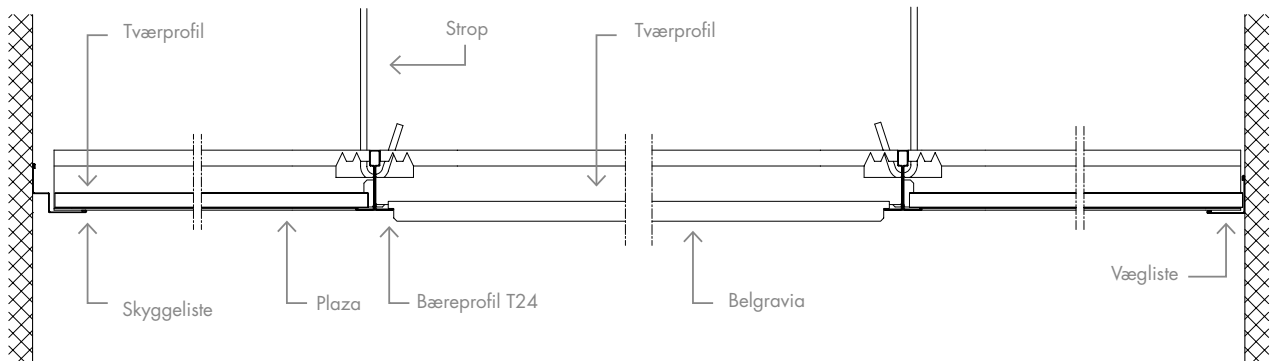 Tværprofil
Strop
Tværprofil
Skyggeliste
Plaza
Bæreprofil T24
Belgravia
Vægliste